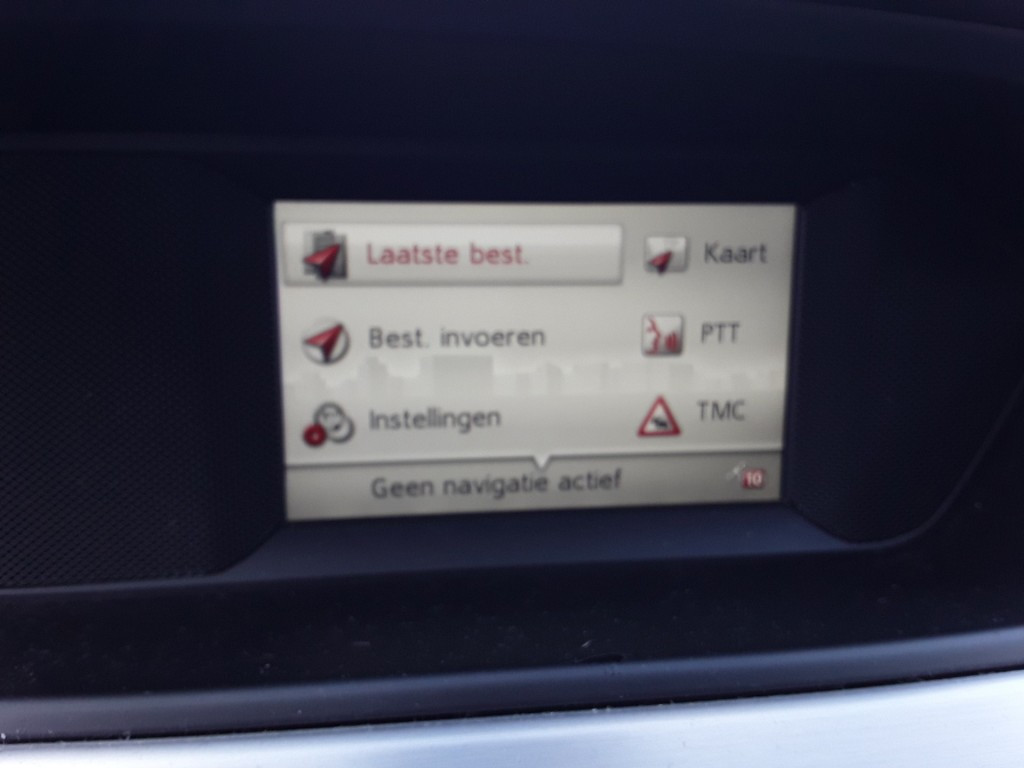 Laatste best.
Kaart
Best. invoeren
PTT
Instellingen
TMC
Geen navigatie actief
10